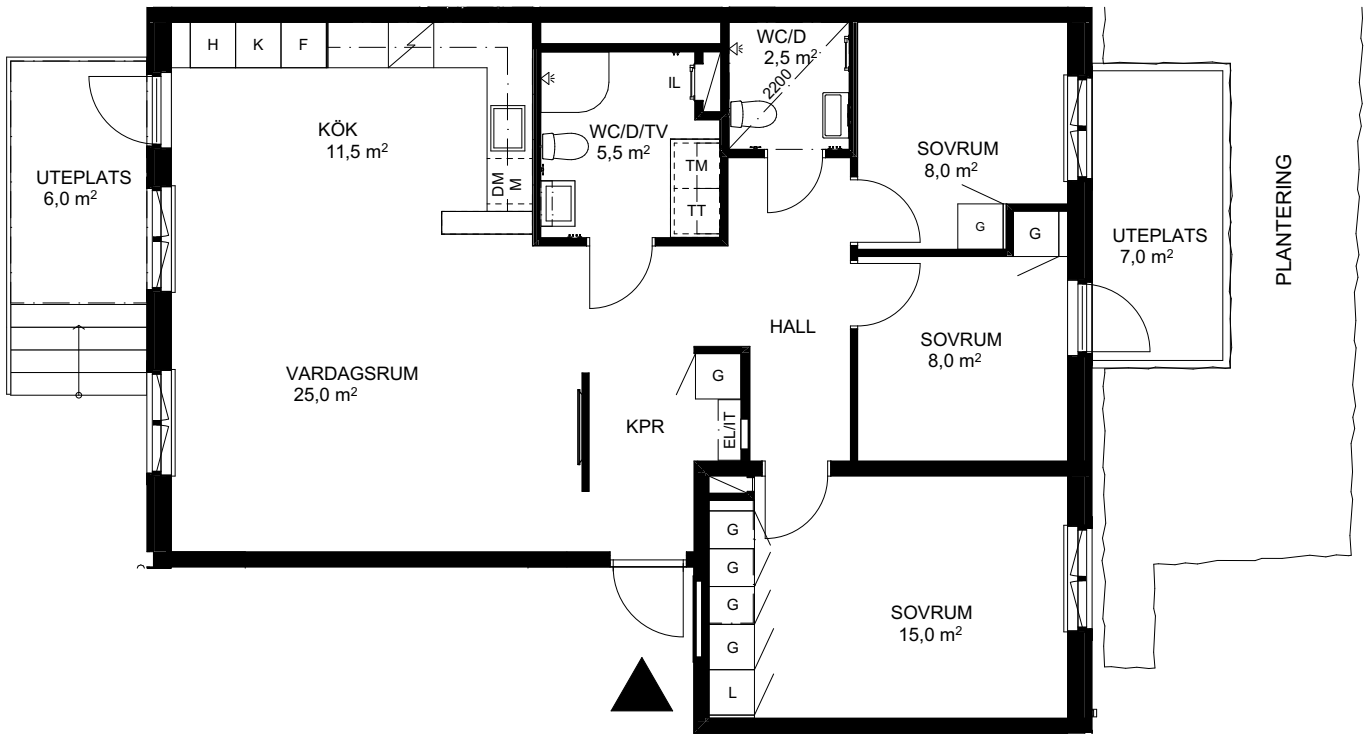 H K F
KÖK
11,5 m²
DM
M
UTEPLATS
6,0 m²
WC/D/TV
5,5 m²
IL
TM
TT
WC/D
2,5 m²
2200
SOVRUM
8,0 m²
G
G
UTEPLATS
7,0 m²
PLANTERING
HALL
SOVRUM
8,0 m²
VARDAGSRUM
25,0 m²
KPR
G
EL/IT
G
G
G
G
L
SOVRUM
15,0 m²